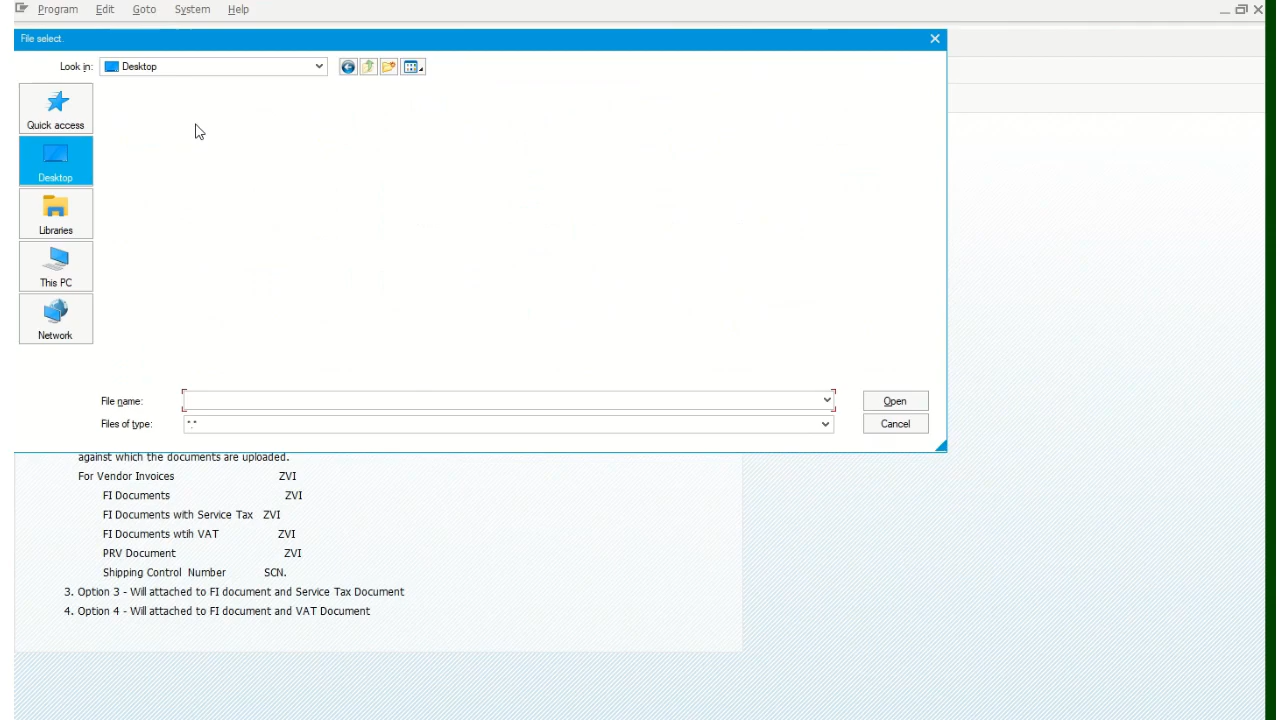 Program Edit Goto System Help
File select.
Look in: Desktop
Quick access
Desktop
Libraries
This PC
Network
File name: Open
Files of type: *.* Cancel
against which the documents are uploaded.
For Vendor Invoices ZVI
FI Documents ZVI
FI Documents with Service Tax ZVI
FI Documents wtih VAT ZVI
PRV Document ZVI
Shipping Control Number SCN.
3. Option 3 - Will attached to FI document and Service Tax Document
4. Option 4 - Will attached to FI document and VAT Document